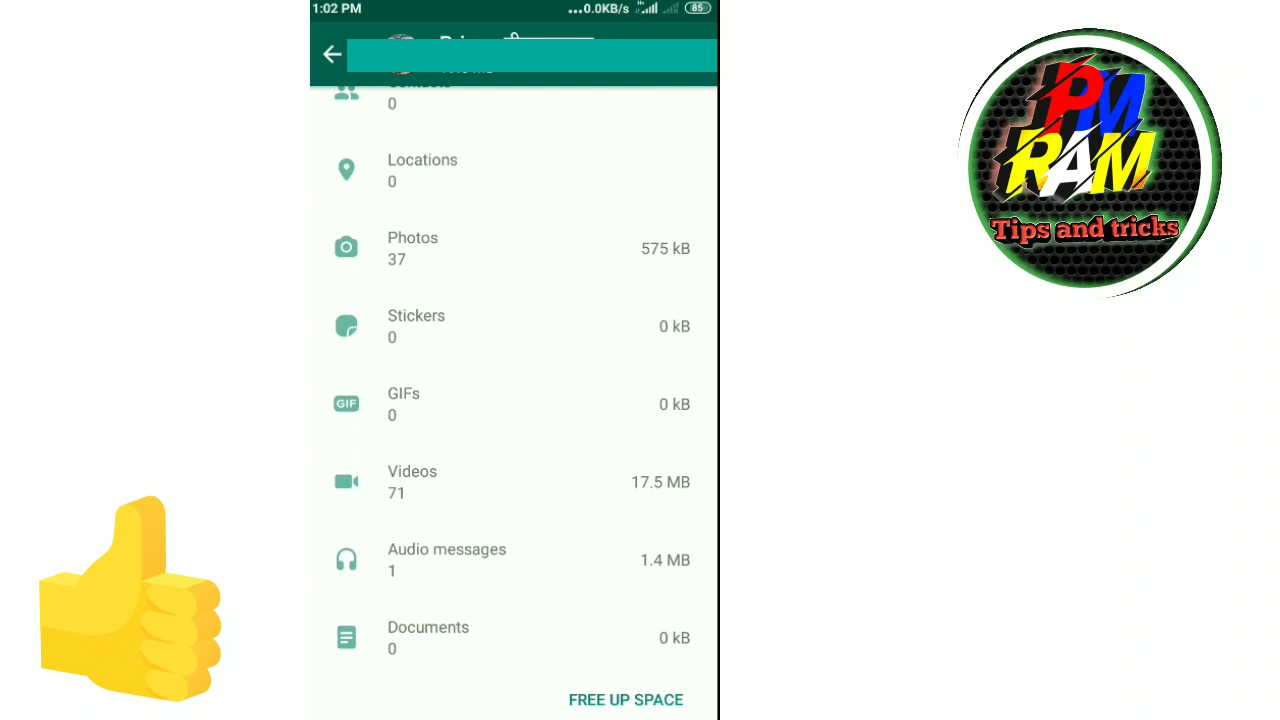 1:02 PM ...0.0KB/s 85
0
Locations
0
Photos
37
575 kB
Stickers
0
0 kB
GIF
GIFs
0
0 kB
Videos
71
17.5 MB
Audio messages
1
1.4 MB
Documents
0
0 kB
FREE UP SPACE
PM
RAM
Tips and tricks